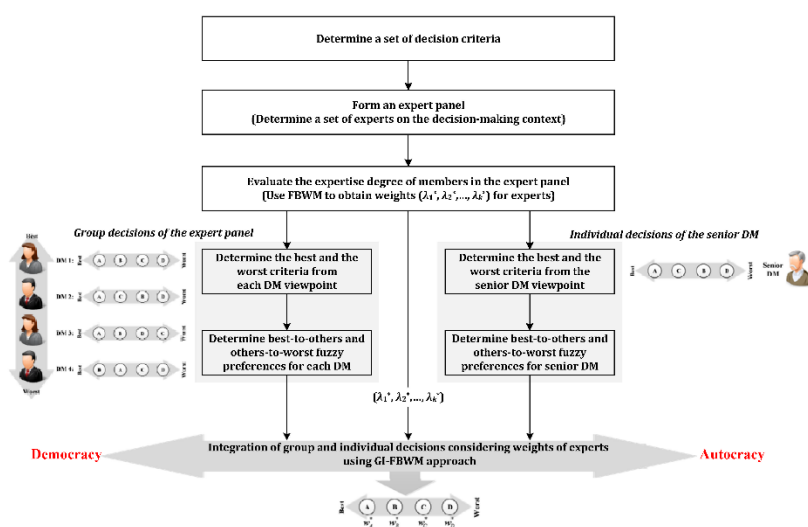 Determine a set of decision criteria
Form an expert panel
(Determine a set of experts on the decision-making context)
Evaluate the expertise degree of members in the expert panel
(Use FBWM to obtain weights (λ₁*, λ₂*,..., λₖ*) for experts)
Group decisions of the expert panel
Individual decisions of the senior DM
Best
DM 1: Best A B C D Worst
DM 2: Best A C B D Worst
DM 3: Best A B D C Worst
DM 4: Best B A C D Worst
Worst
Determine the best and the
worst criteria from
each DM viewpoint
Determine best-to-others and
others-to-worst fuzzy
preferences for each DM
Determine the best and the
worst criteria from the
senior DM viewpoint
Determine best-to-others and
others-to-worst fuzzy
preferences for senior DM
Best A C B D Worst
Senior
DM
(λ₁*, λ₂*,..., λₖ*)
Democracy
Integration of group and individual decisions considering weights of experts
using GI-FBWM approach
Autocracy
Best A B C D Worst